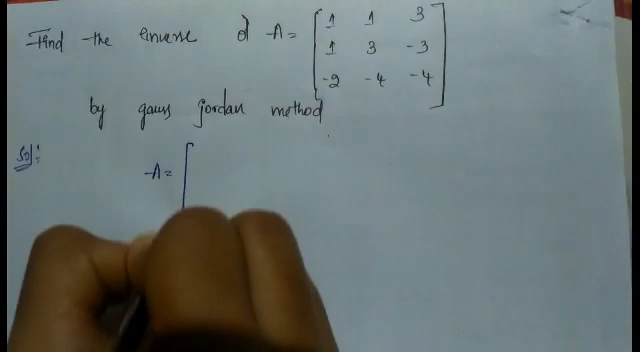 Find the inverse of A = [ 1 1 3
1 3 -3
-2 -4 -4 ]
by gauss jordan method
Sol:
A = [